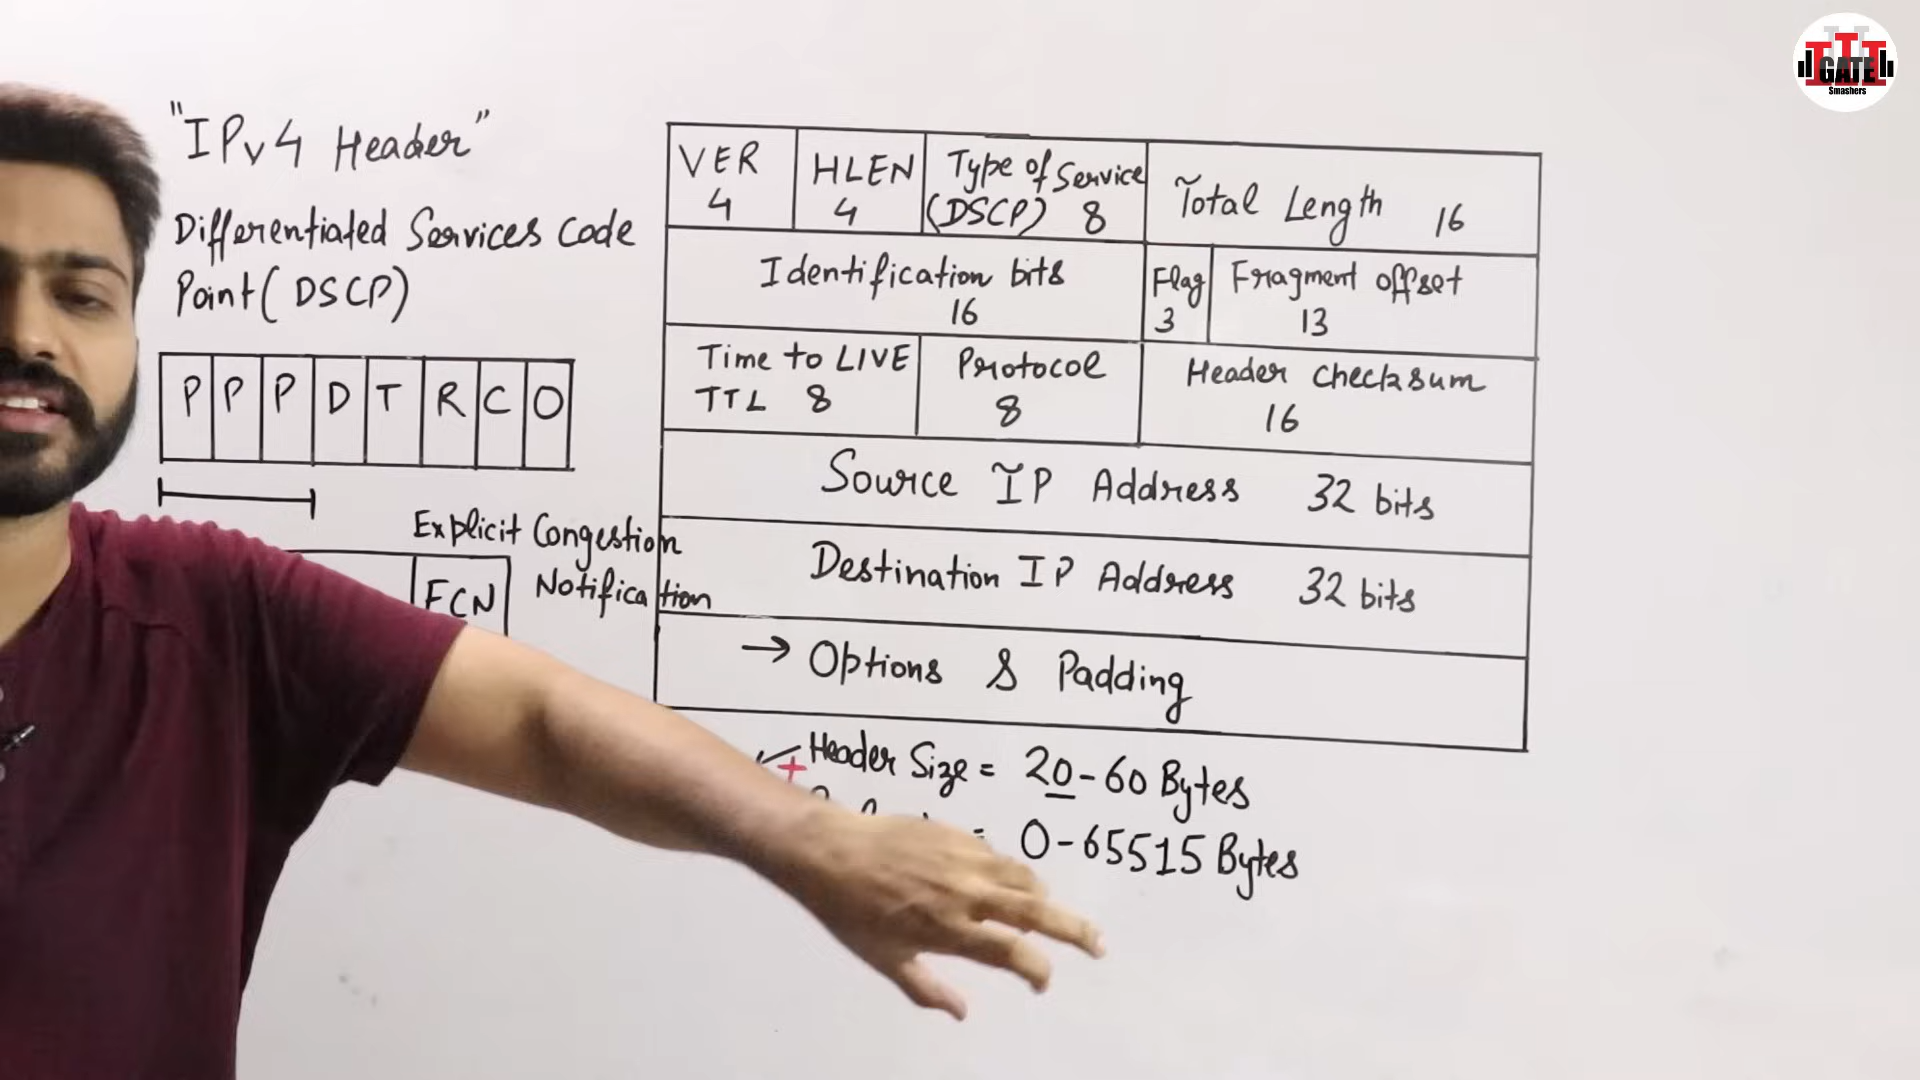 GATE
Smashers
"IPv4 Header"
Differentiated Services Code
Point (DSCP)
P P P D T R C O
Explicit Congestion
Notification
ECN
VER
4
HLEN
4
Type of Service
(DSCP) 8
Total Length 16
Identification bits
16
Flag
3
Fragment offset
13
Time to LIVE
TTL 8
Protocol
8
Header checksum
16
Source IP Address 32 bits
Destination IP Address 32 bits
→ Options & Padding
+ Header Size = 20-60 Bytes
= 0-65515 Bytes